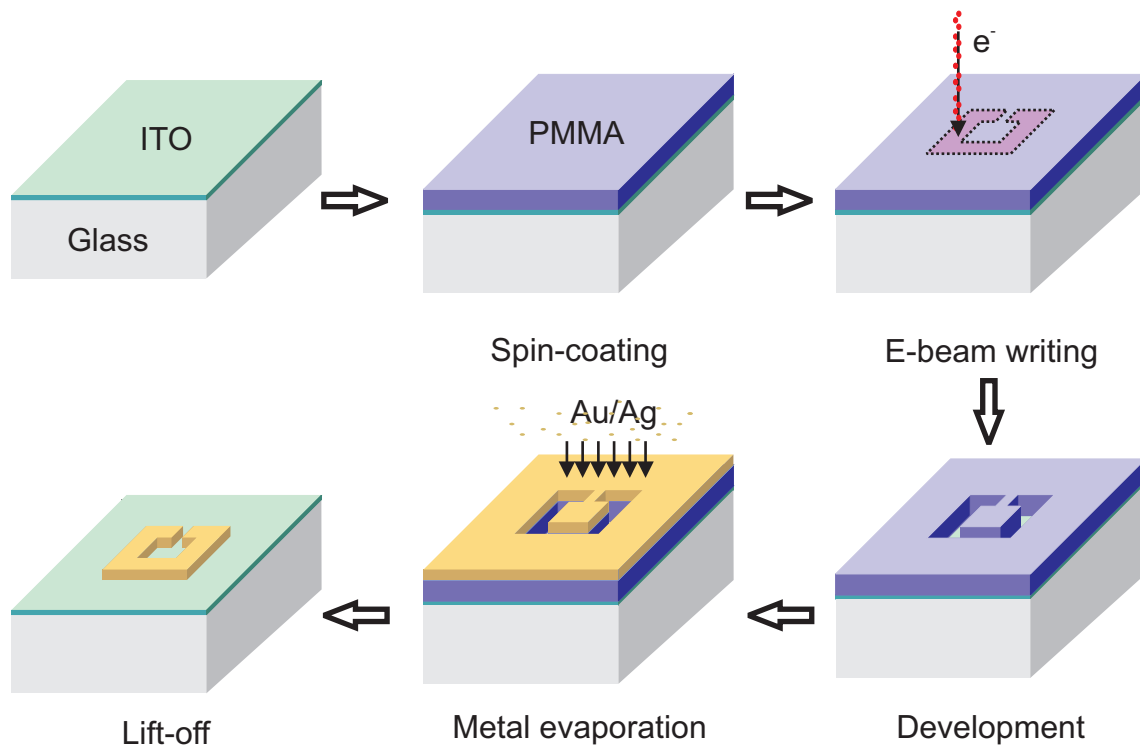 ITO
Glass
PMMA
e⁻
Spin-coating
E-beam writing
Au/Ag
Lift-off
Metal evaporation
Development